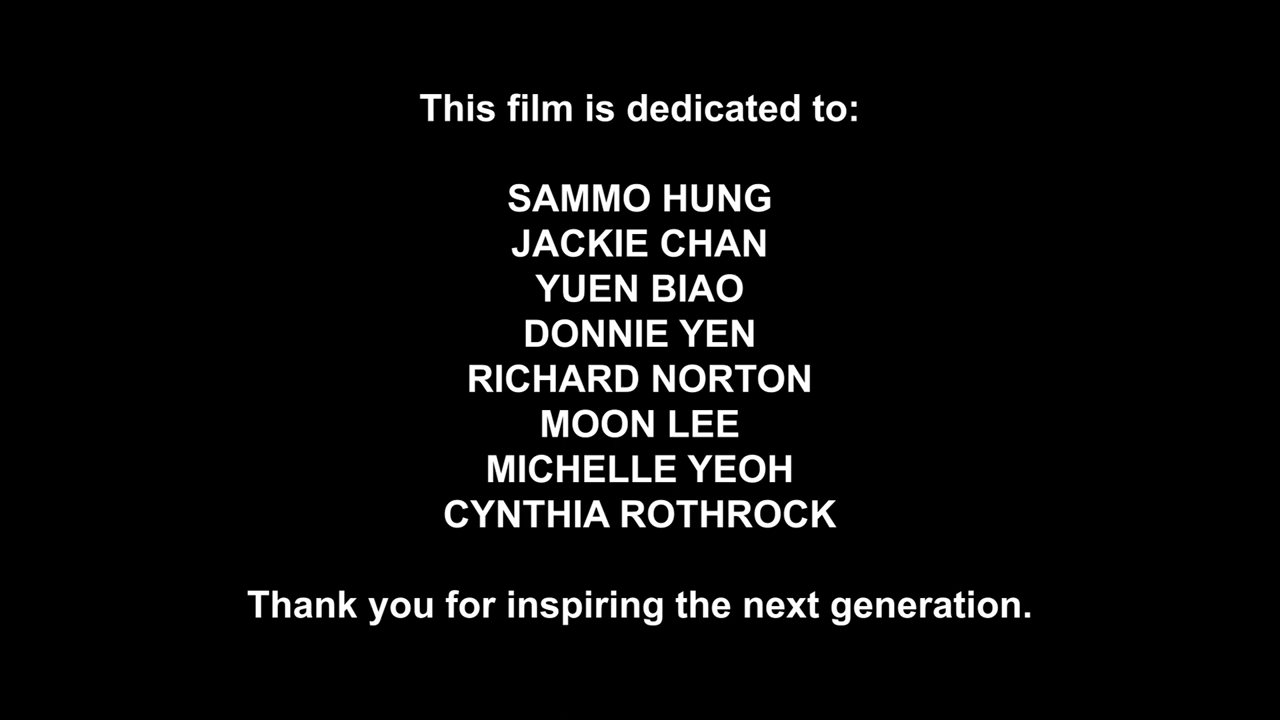 This film is dedicated to:
SAMMO HUNG
JACKIE CHAN
YUEN BIAO
DONNIE YEN
RICHARD NORTON
MOON LEE
MICHELLE YEOH
CYNTHIA ROTHROCK
Thank you for inspiring the next generation.